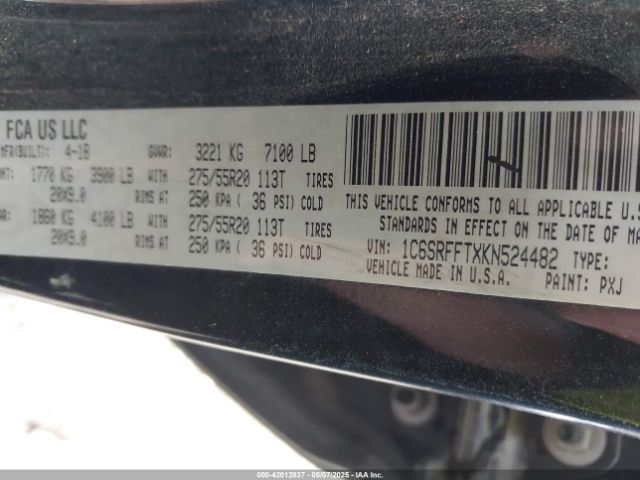 FCA US LLC
MFR(BUILT): 4-18 GVWR: 3221 KG 7100 LB
1770 KG 3900 LB WITH 275/55R20 113T TIRES
20X9.0 RIMS AT 250 KPA ( 36 PSI) COLD
1860 KG 4100 LB WITH 275/55R20 113T TIRES
20X9.0 RIMS AT 250 KPA ( 36 PSI) COLD
THIS VEHICLE CONFORMS TO ALL APPLICABLE
STANDARDS IN EFFECT ON THE DATE OF
VIN: 1C6SRFFTXKN524482 TYPE:
VEHICLE MADE IN U.S.A. PAINT: PXJ
000-42012837 - 05/07/2025 -